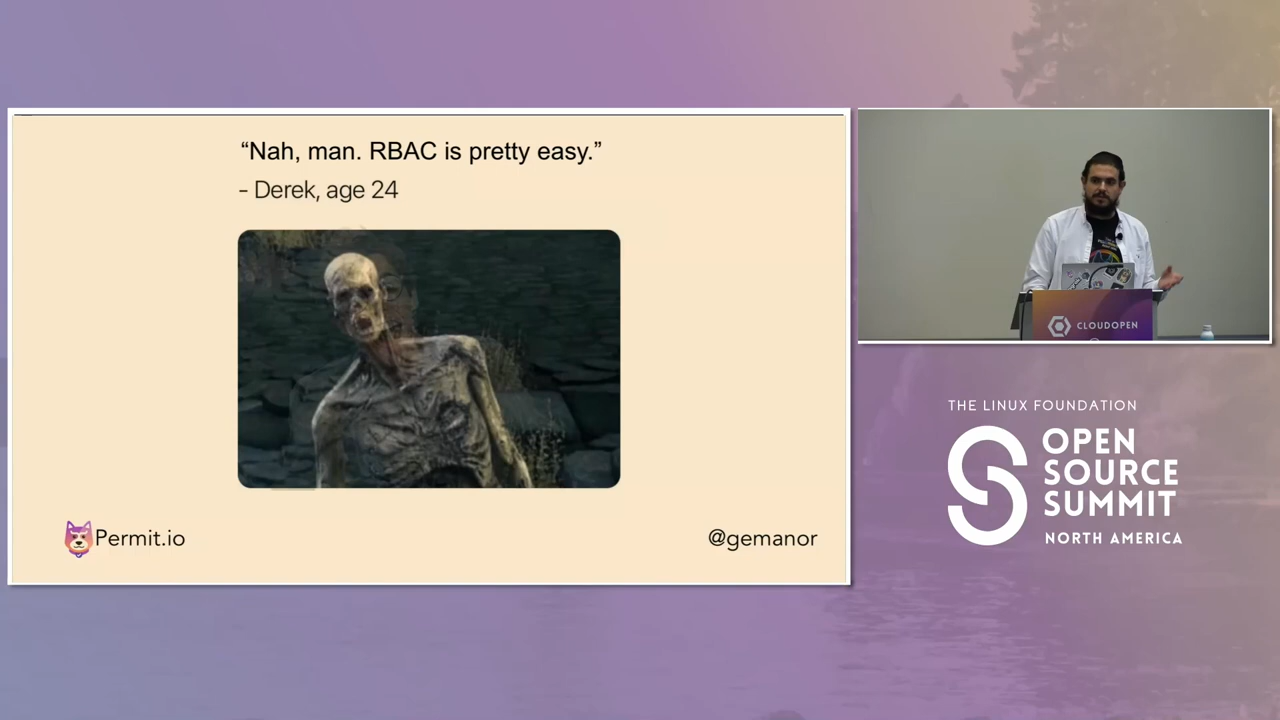 “Nah, man. RBAC is pretty easy.”
- Derek, age 24
Permit.io
@gemanor
CLOUDOPEN
THE LINUX FOUNDATION
OPEN
SOURCE
SUMMIT
NORTH AMERICA